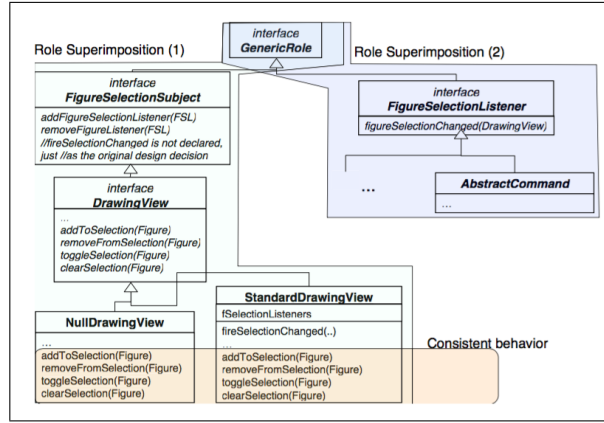 interface
GenericRole
Role Superimposition (1)
Role Superimposition (2)
interface
FigureSelectionSubject
addFigureSelectionListener(FSL)
removeFigureListener(FSL)
//fireSelectionChanged is not declared,
just //as the original design decision
interface
FigureSelectionListener
figureSelectionChanged(DrawingView)
...
AbstractCommand
...
interface
DrawingView
...
addToSelection(Figure)
removeFromSelection(Figure)
toggleSelection(Figure)
clearSelection(Figure)
NullDrawingView
...
addToSelection(Figure)
removeFromSelection(Figure)
toggleSelection(Figure)
clearSelection(Figure)
StandardDrawingView
fSelectionListeners
fireSelectionChanged(..)
...
addToSelection(Figure)
removeFromSelection(Figure)
toggleSelection(Figure)
clearSelection(Figure)
Consistent behavior